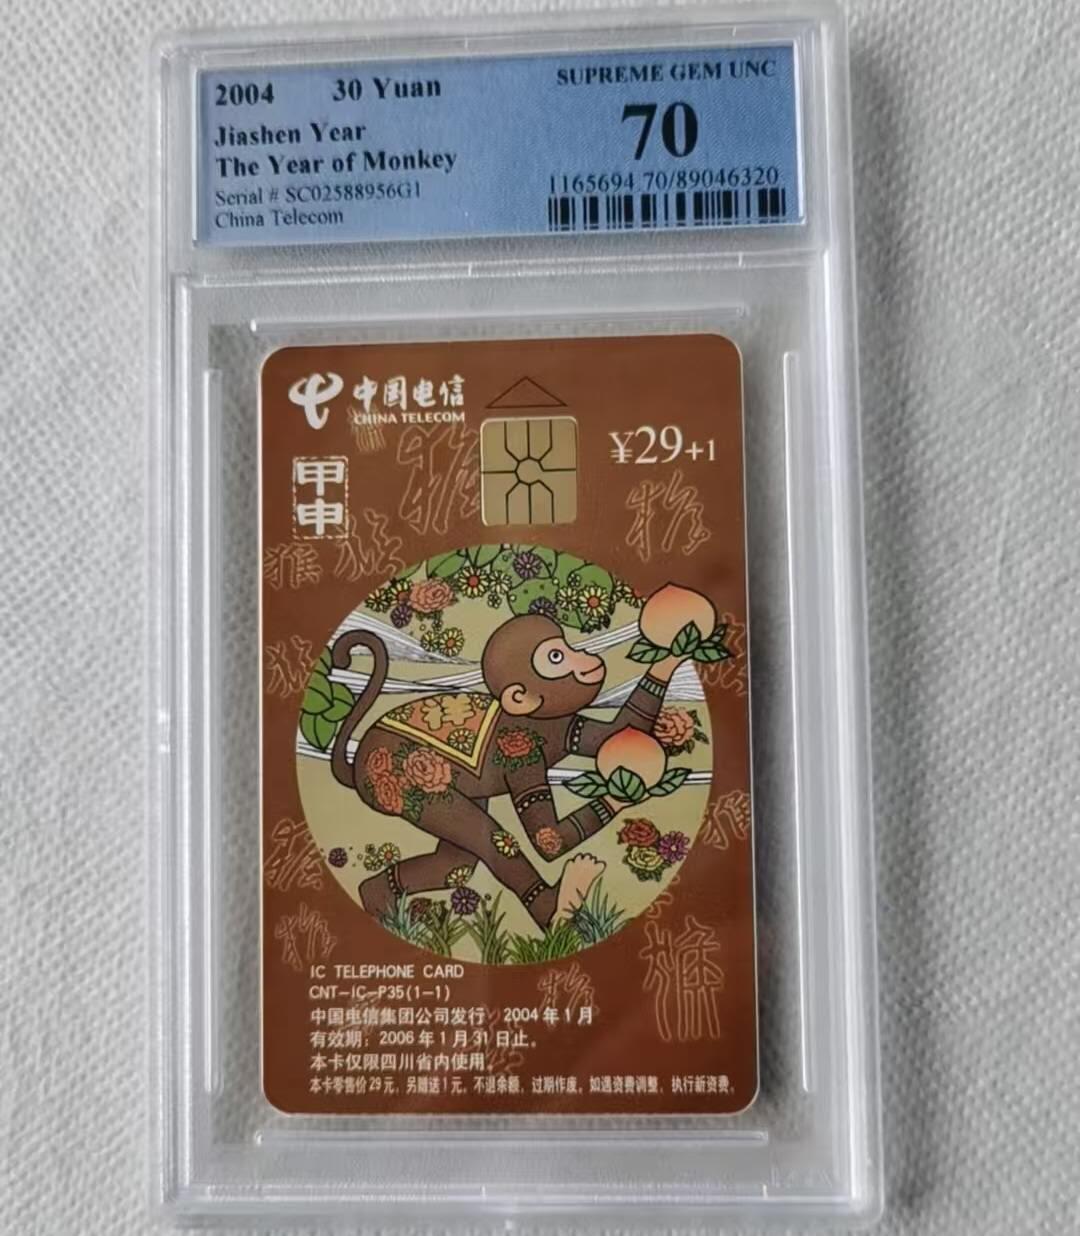 2004 30 Yuan SUPREME GEM UNC
Jiashen Year 70
The Year of Monkey
Serial # SC02588956G1 1165694 70/89046320
China Telecom
中国电信
CHINA TELECOM
¥29+1
甲申
猴
猴
祥
IC TELEPHONE CARD
CNT-IC-P35(1-1)
中国电信集团公司发行 2004年1月
有效期：2006年1月31日止。
本卡仅限四川省内使用。
本卡零售价29元，另赠送1元，不退余额，过期作废。如遇资费调整，执行新资费。